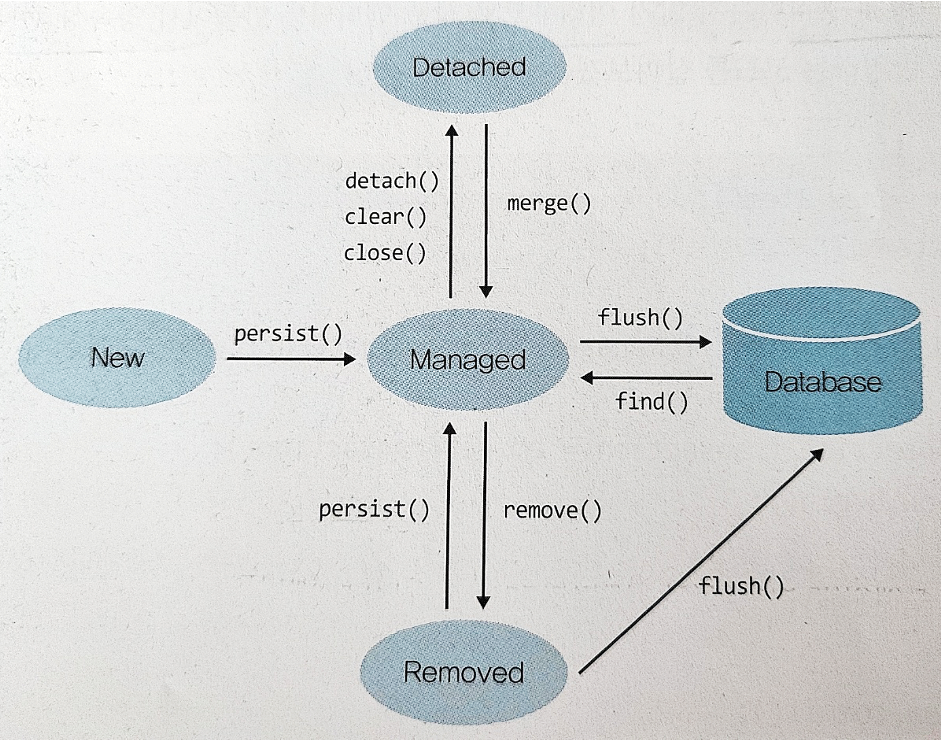 Detached
detach()
clear()
close()
merge()
New
persist()
Managed
flush()
find()
Database
persist()
remove()
flush()
Removed